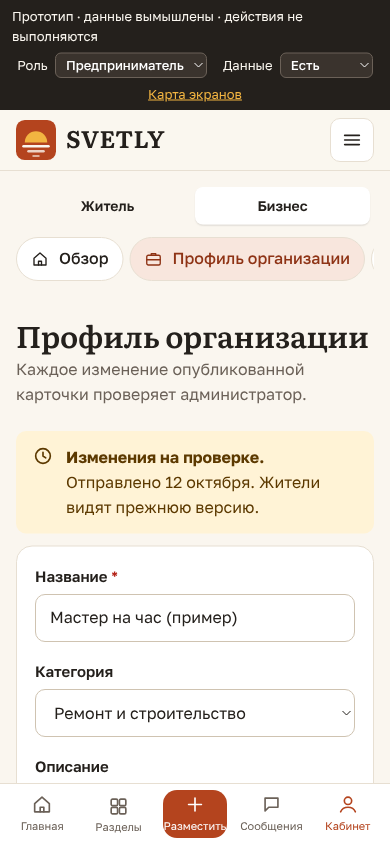 Прототип · данные вымышлены · действия не
выполняются
Роль Предприниматель Данные Есть
Карта экранов
SVETLY
Житель Бизнес
Обзор Профиль организации
Профиль организации
Каждое изменение опубликованной
карточки проверяет администратор.
Изменения на проверке.
Отправлено 12 октября. Жители
видят прежнюю версию.
Название *
Мастер на час (пример)
Категория
Ремонт и строительство
Описание
Главная Разделы Разместить Сообщения Кабинет